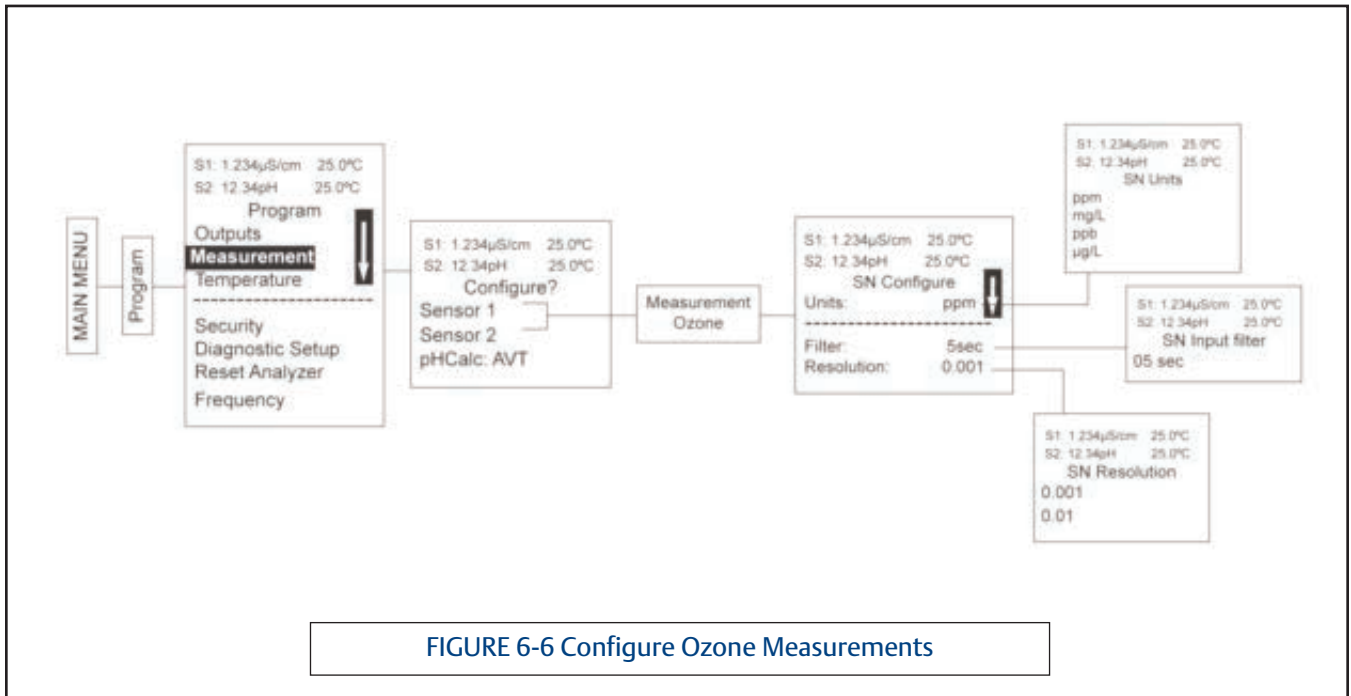 MAIN MENU
Program
S1: 1.234µS/cm 25.0ºC
S2: 12.34pH 25.0ºC
Program
Outputs
Measurement
Temperature
Security
Diagnostic Setup
Reset Analyzer
Frequency
S1: 1.234µS/cm 25.0ºC
S2: 12.34pH 25.0ºC
Configure?
Sensor 1
Sensor 2
pHCalc: AVT
Measurement
Ozone
S1: 1.234µS/cm 25.0ºC
S2: 12.34pH 25.0ºC
SN Configure
Units: ppm
Filter: 5sec
Resolution: 0.001
S1: 1.234µS/cm 25.0ºC
S2: 12.34pH 25.0ºC
SN Units
ppm
mg/L
ppb
µg/L
S1: 1.234µS/cm 25.0ºC
S2: 12.34pH 25.0ºC
SN Input filter
05 sec
S1: 1.234µS/cm 25.0ºC
S2: 12.34pH 25.0ºC
SN Resolution
0.001
0.01
FIGURE 6-6 Configure Ozone Measurements